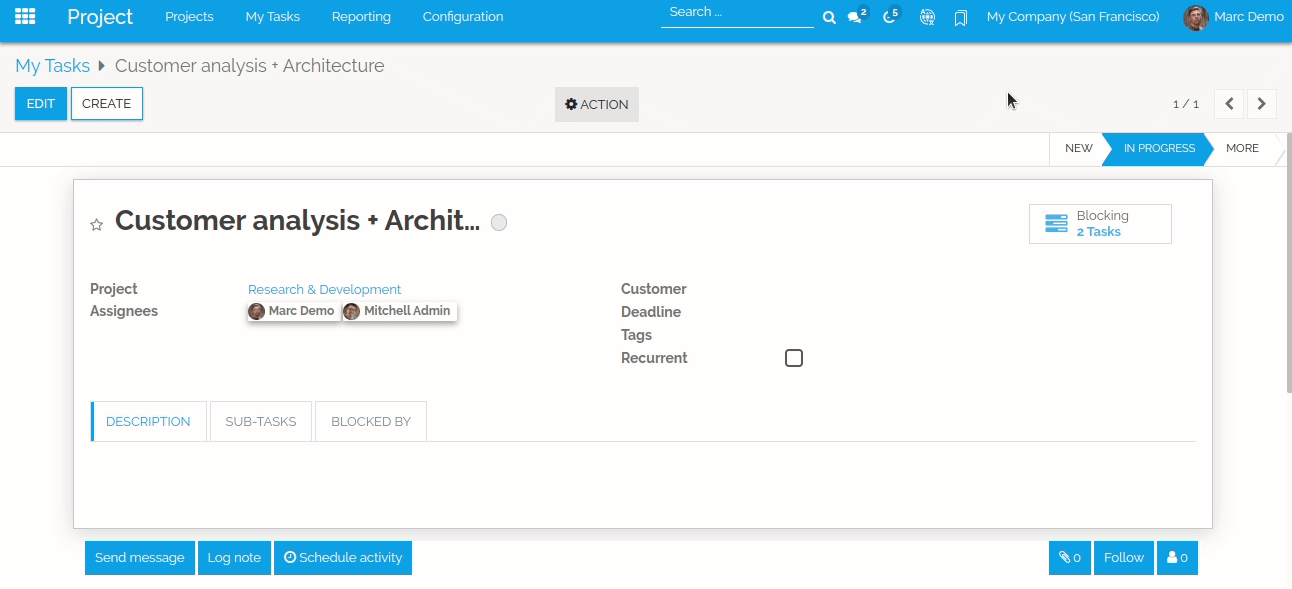 Project Projects My Tasks Reporting Configuration Search ... 2 5 My Company (San Francisco) Marc Demo
My Tasks Customer analysis + Architecture
EDIT CREATE ACTION 1 / 1
NEW IN PROGRESS MORE
Customer analysis + Archit...
Blocking
2 Tasks
Project Research & Development
Assignees Marc Demo Mitchell Admin
Customer
Deadline
Tags
Recurrent
DESCRIPTION SUB-TASKS BLOCKED BY
Send message Log note Schedule activity 0 Follow 0